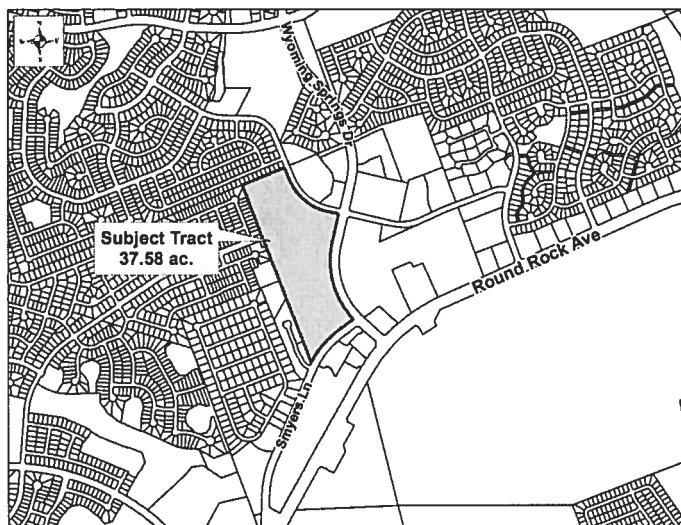 Wyoming Springs Dr
Subject Tract
37.58 ac.
Round Rock Ave
Smyers Ln